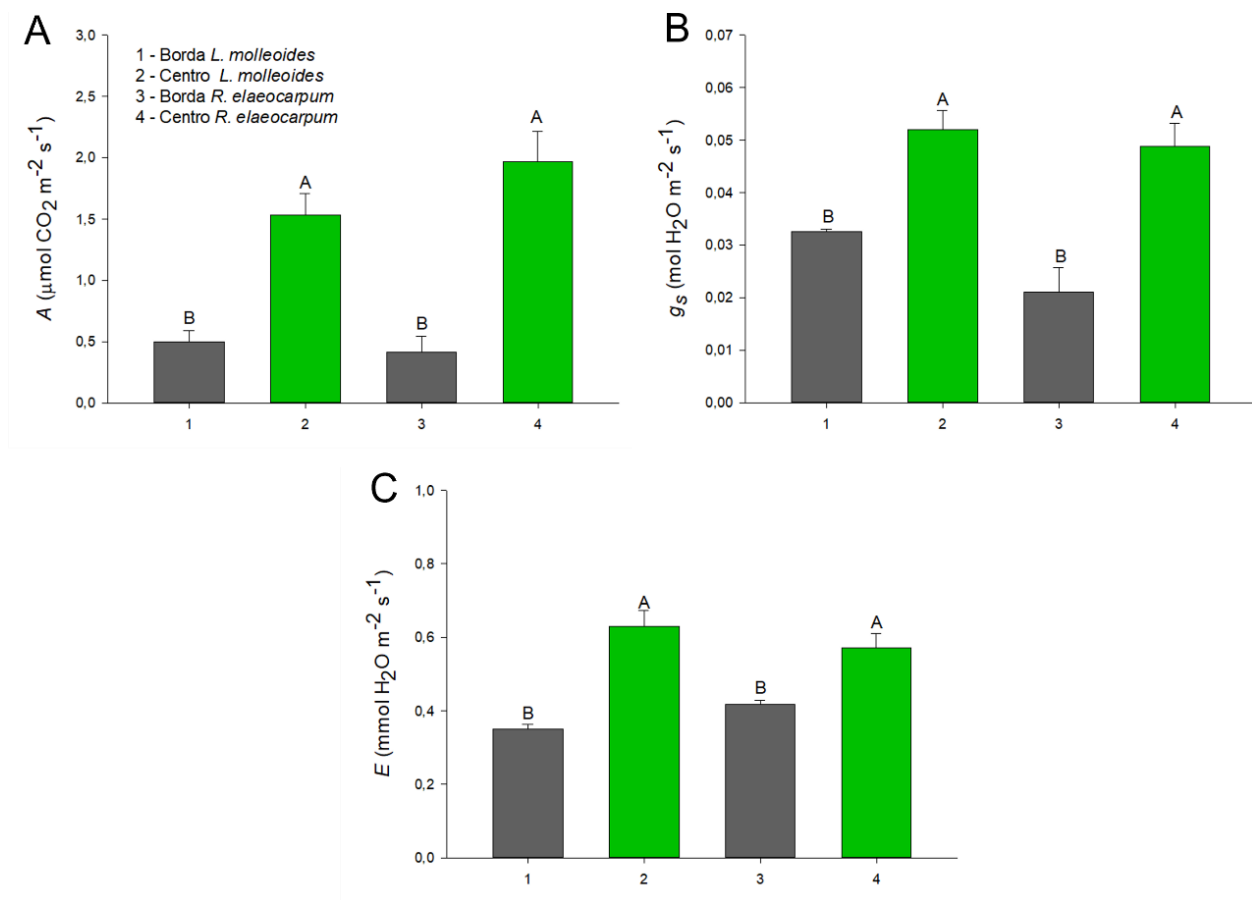 A
3,0
2,5
2,0
1,5
1,0
0,5
0,0
A (μmol CO2 m-2 s-1)
1 - Borda L. molleoides
2 - Centro L. molleoides
3 - Borda R. elaeocarpum
4 - Centro R. elaeocarpum
B
A
B
A
1 2 3 4
B
0,07
0,06
0,05
0,04
0,03
0,02
0,01
0,00
gs (mol H2O m-2 s-1)
B
A
B
A
1 2 3 4
C
1,0
0,8
0,6
0,4
0,2
0,0
E (mmol H2O m-2 s-1)
B
A
B
A
1 2 3 4